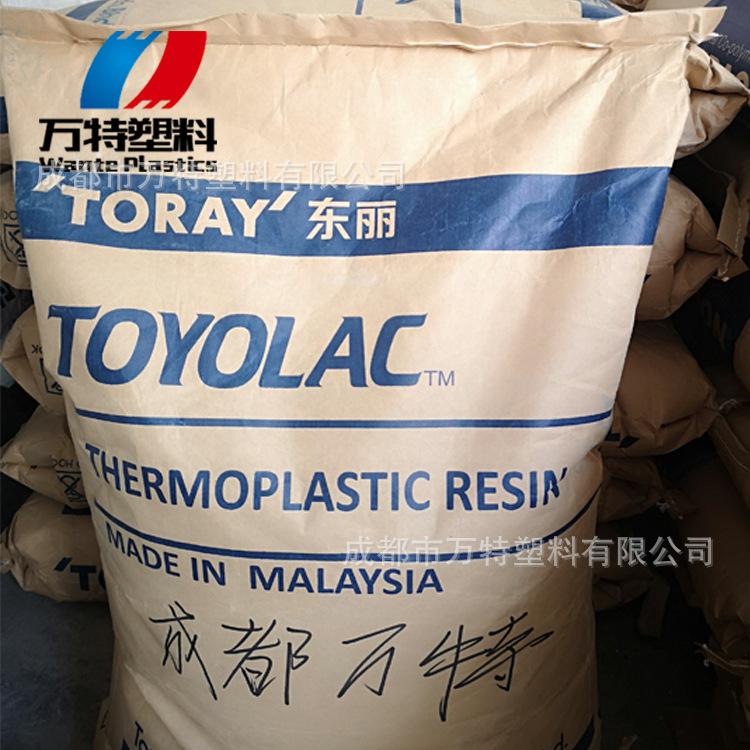 万特塑料
Wante Plastics
成都市万特塑料有限公司
'TORAY' 东丽
TOYOLAC™
THERMOPLASTIC RESIN
成都市万特塑料有限公司
MADE IN MALAYSIA
成都万特